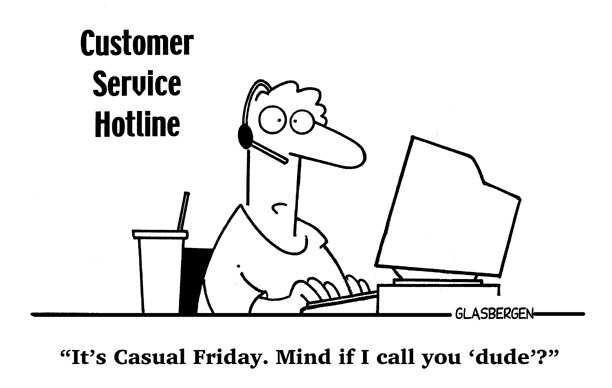 Customer
Service
Hotline
GLASBERGEN
“It’s Casual Friday. Mind if I call you ‘dude’?”